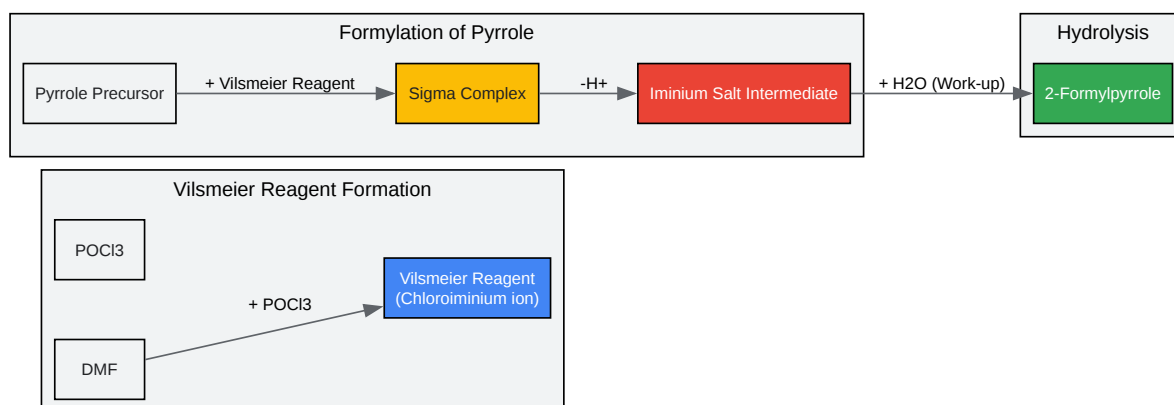 Formylation of Pyrrole
Hydrolysis
Pyrrole Precursor
+ Vilsmeier Reagent
Sigma Complex
-H+
Iminium Salt Intermediate
+ H2O (Work-up)
2-Formylpyrrole
Vilsmeier Reagent Formation
POCl3
+ POCl3
Vilsmeier Reagent
(Chloroiminium ion)
DMF